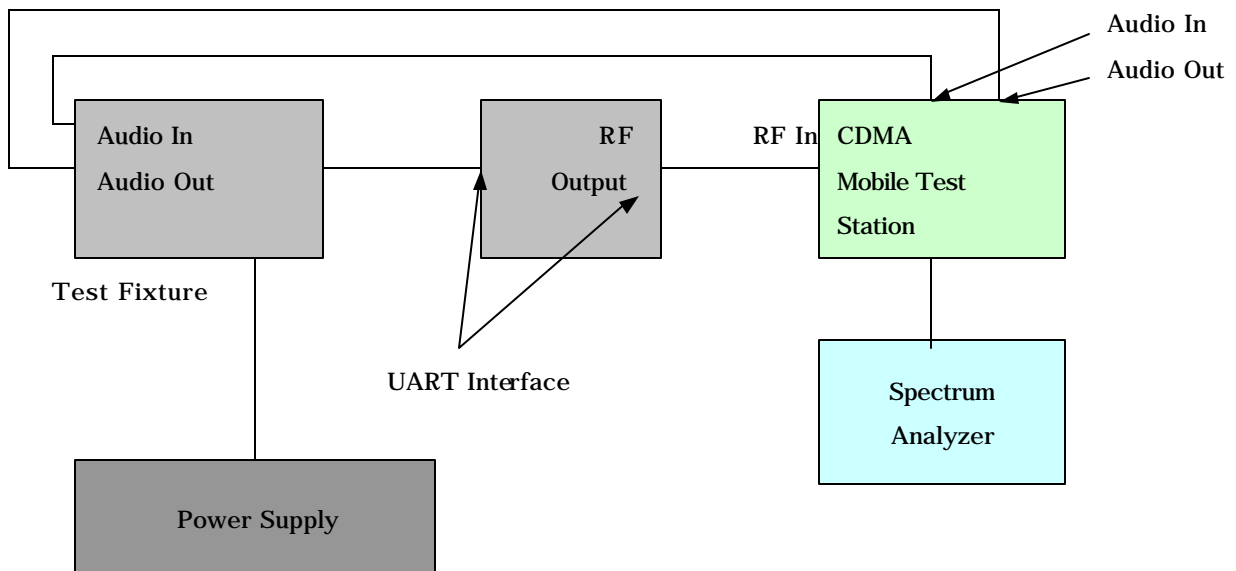 Audio In
Audio Out
Audio In
Audio Out
RF
Output
RF In
CDMA
Mobile Test
Station
Test Fixture
UART Interface
Spectrum
Analyzer
Power Supply